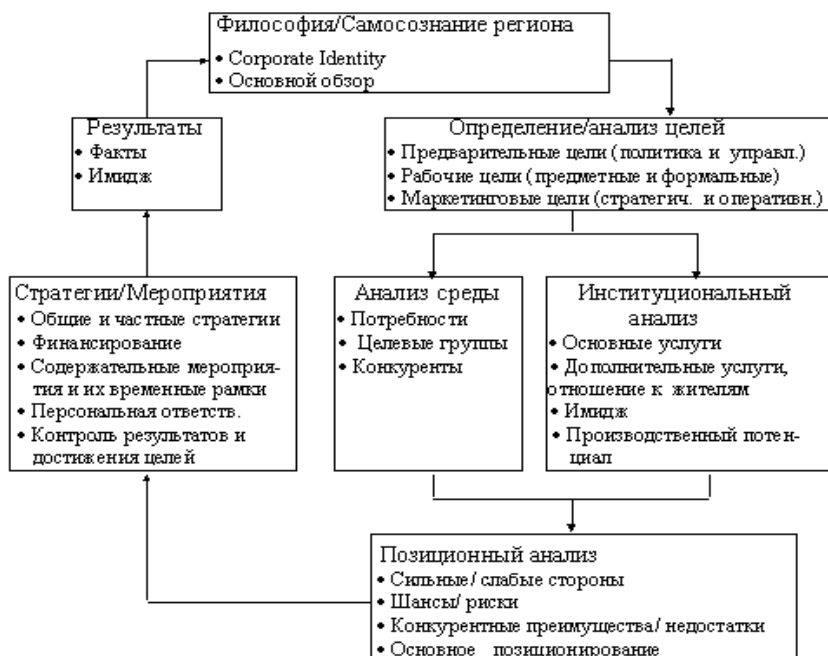 Философия/Самосознание региона
• Corporate Identity
• Основной обзор
Результаты
• Факты
• Имидж
Определение/анализ целей
• Предварительные цели (политика и управл.)
• Рабочие цели (предметные и формальные)
• Маркетинговые цели (стратегич. и оперативн.)
Стратегии/Мероприятия
• Общие и частные стратегии
• Финансирование
• Содержательные мероприя-
тия и их временные рамки
• Персональная ответств.
• Контроль результатов и
достижения целей
Анализ среды
• Потребности
• Целевые группы
• Конкуренты
Институциональный
анализ
• Основные услуги
• Дополнительные услуги,
отношение к жителям
• Имидж
• Производственный потен-
циал
Позиционный анализ
• Сильные/ слабые стороны
• Шансы/ риски
• Конкурентные преимущества/ недостатки
• Основное позиционирование